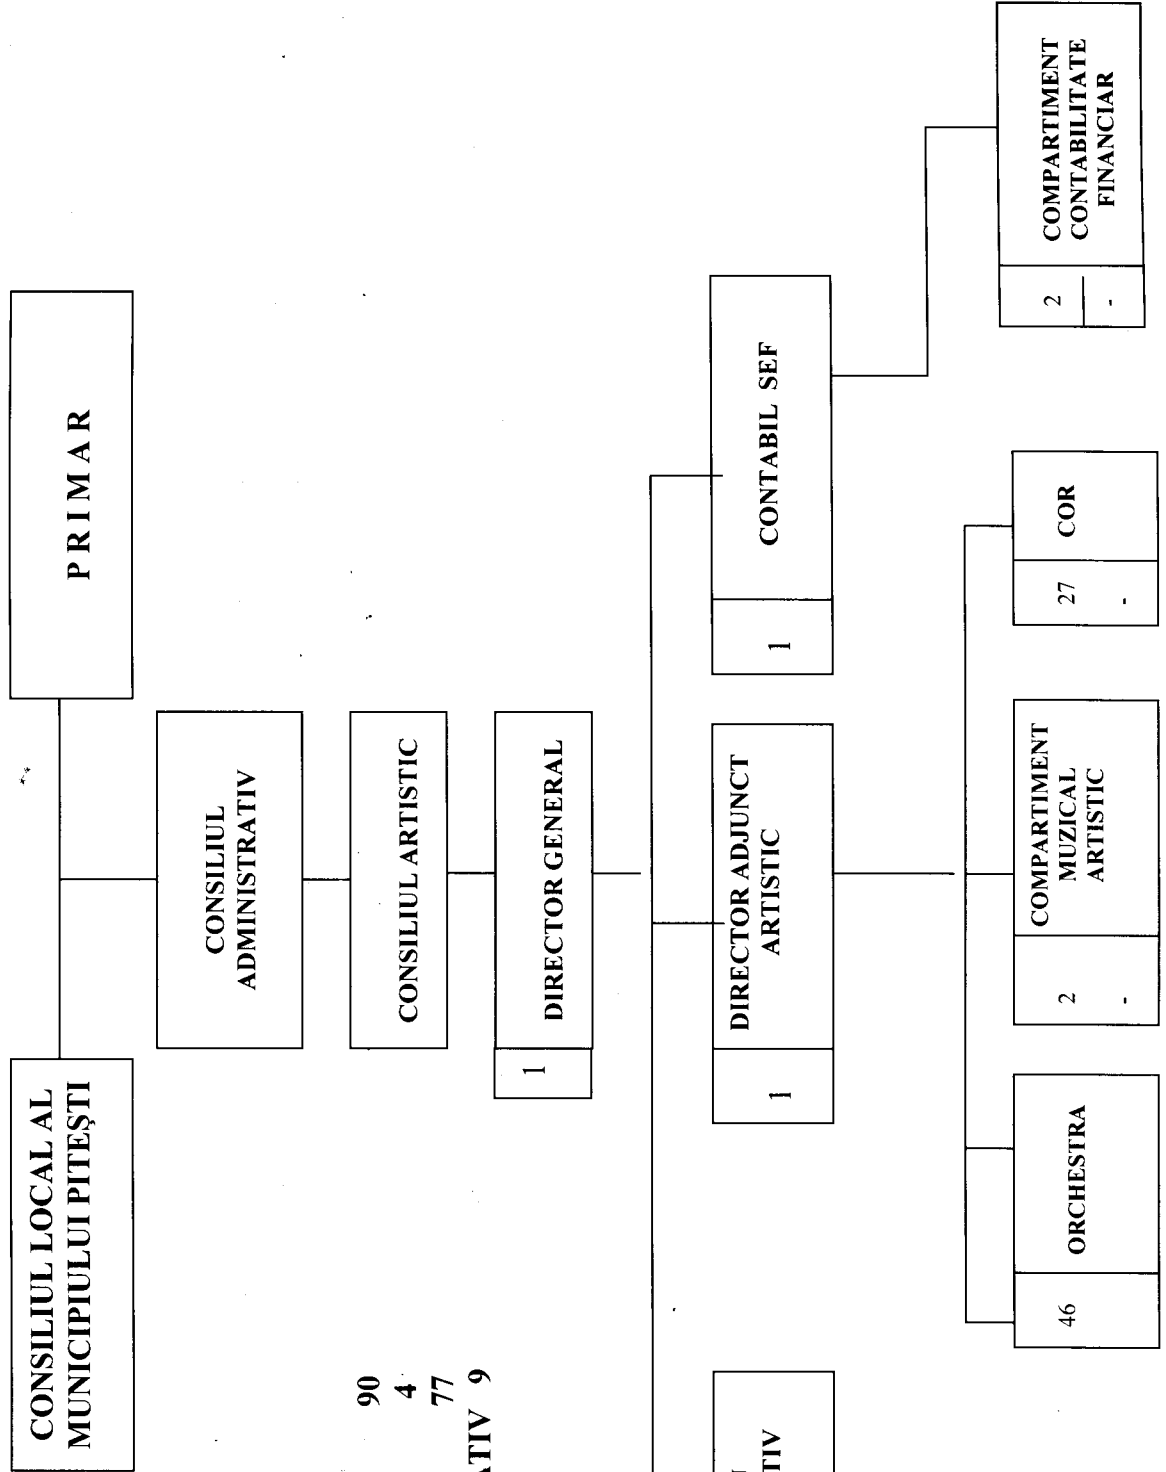 CONSILIUL LOCAL AL
MUNICIPIULUI PITEŞTI
P R I M A R
CONSILIUL
ADMINISTRATIV
CONSILIUL ARTISTIC
90
4
77
9
1
DIRECTOR GENERAL
1
DIRECTOR ADJUNCT
ARTISTIC
1
CONTABIL SEF
46
ORCHESTRA
2
-
COMPARTIMENT
MUZICAL
ARTISTIC
27
-
COR
2
-
COMPARTIMENT
CONTABILITATE
FINANCIAR